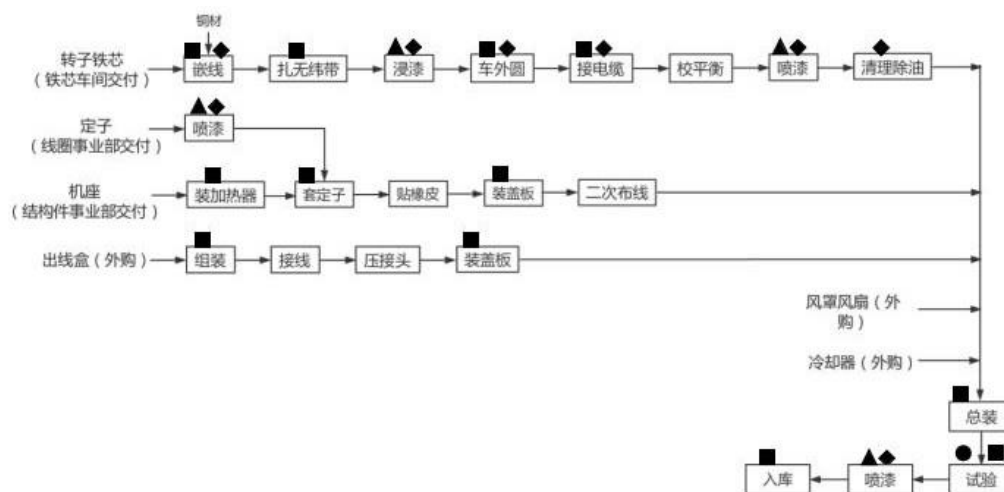 铜材
转子铁芯
（铁芯车间交付）
嵌线
扎无纬带
浸漆
车外圆
接电缆
校平衡
喷漆
清理除油
定子
（线圈事业部交付）
喷漆
机座
（结构件事业部交付）
装加热器
套定子
贴橡皮
装盖板
二次布线
出线盒（外购）
组装
接线
压接头
装盖板
风罩风扇（外
购）
冷却器（外购）
总装
入库
喷漆
试验